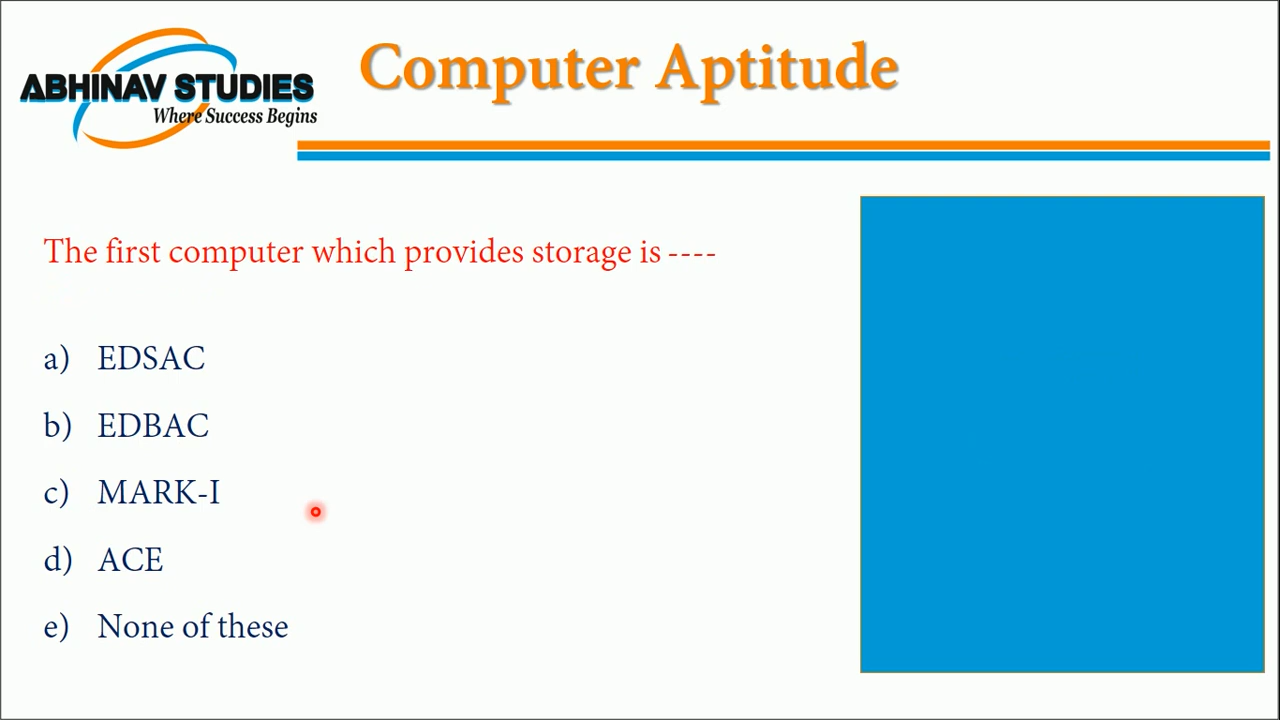 ABHINAV STUDIES
Where Success Begins
Computer Aptitude
The first computer which provides storage is ----
a) EDSAC
b) EDBAC
c) MARK-I
d) ACE
e) None of these